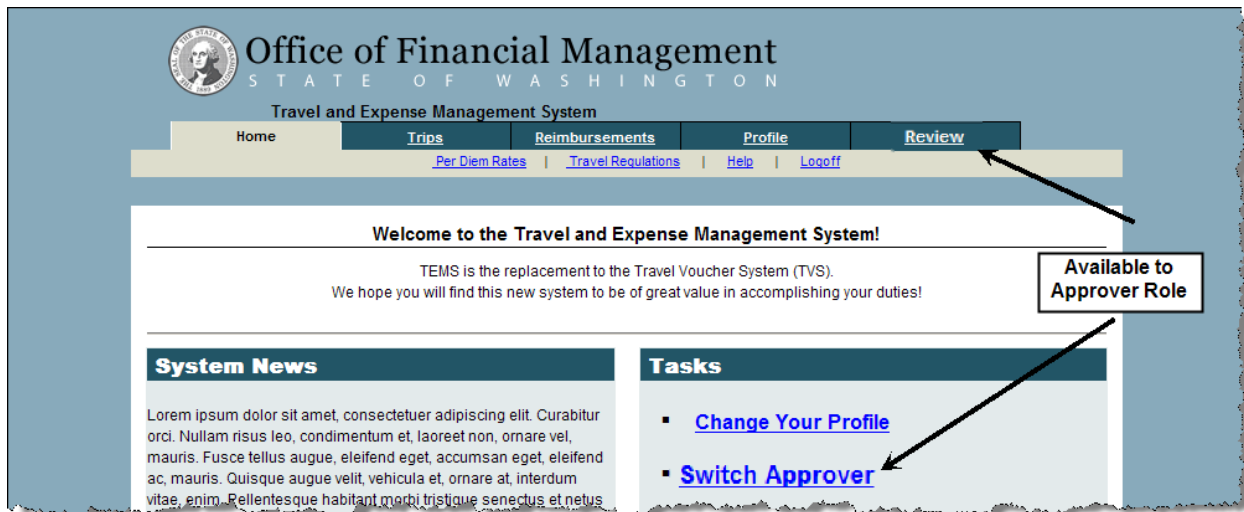 Office of Financial Management
STATE OF WASHINGTON
Travel and Expense Management System
Home Trips Reimbursements Profile Review
Per Diem Rates | Travel Regulations | Help | Logoff
Welcome to the Travel and Expense Management System!
TEMS is the replacement to the Travel Voucher System (TVS).
We hope you will find this new system to be of great value in accomplishing your duties!
Available to
Approver Role
System News
Lorem ipsum dolor sit amet, consectetuer adipiscing elit. Curabitur
orci. Nullam risus leo, condimentum et, laoreet non, ornare vel,
mauris. Fusce tellus augue, eleifend eget, accumsan eget, eleifend
ac, mauris. Quisque augue velit, vehicula et, ornare at, interdum
vitae, enim. Pellentesque habitant morbi tristique senectus et netus
Tasks
▪ Change Your Profile
▪ Switch Approver